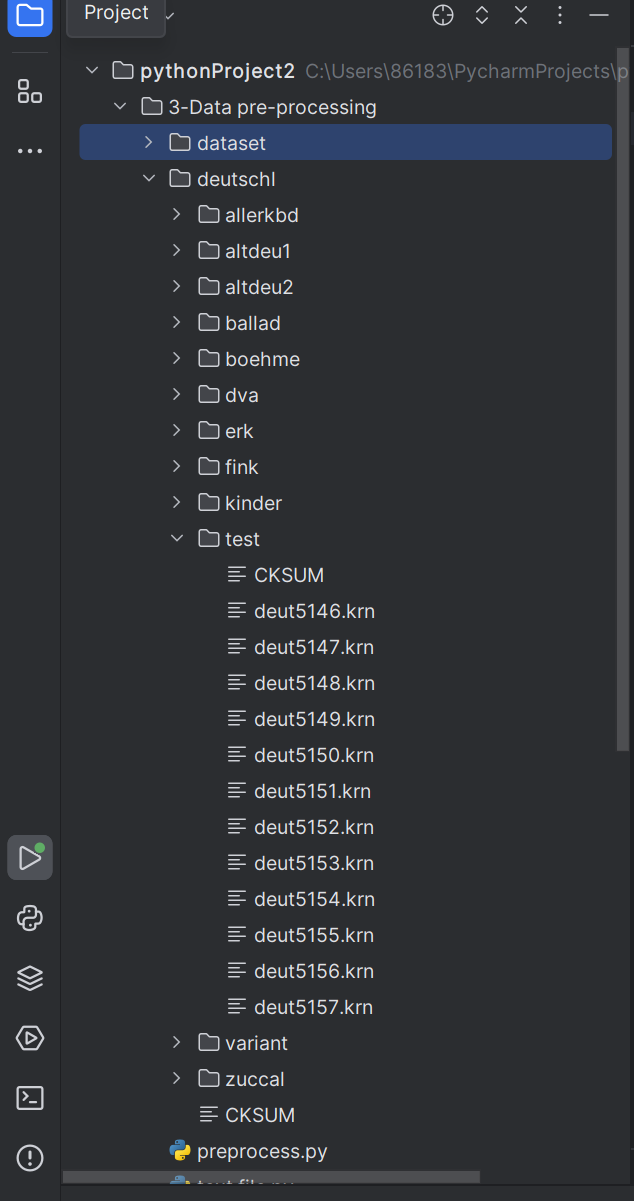 Project
pythonProject2 C:\Users\86183\PycharmProjects\p
3-Data pre-processing
dataset
deutschl
allerkbd
altdeu1
altdeu2
ballad
boehme
dva
erk
fink
kinder
test
CKSUM
deut5146.krn
deut5147.krn
deut5148.krn
deut5149.krn
deut5150.krn
deut5151.krn
deut5152.krn
deut5153.krn
deut5154.krn
deut5155.krn
deut5156.krn
deut5157.krn
variant
zuccal
CKSUM
preprocess.py